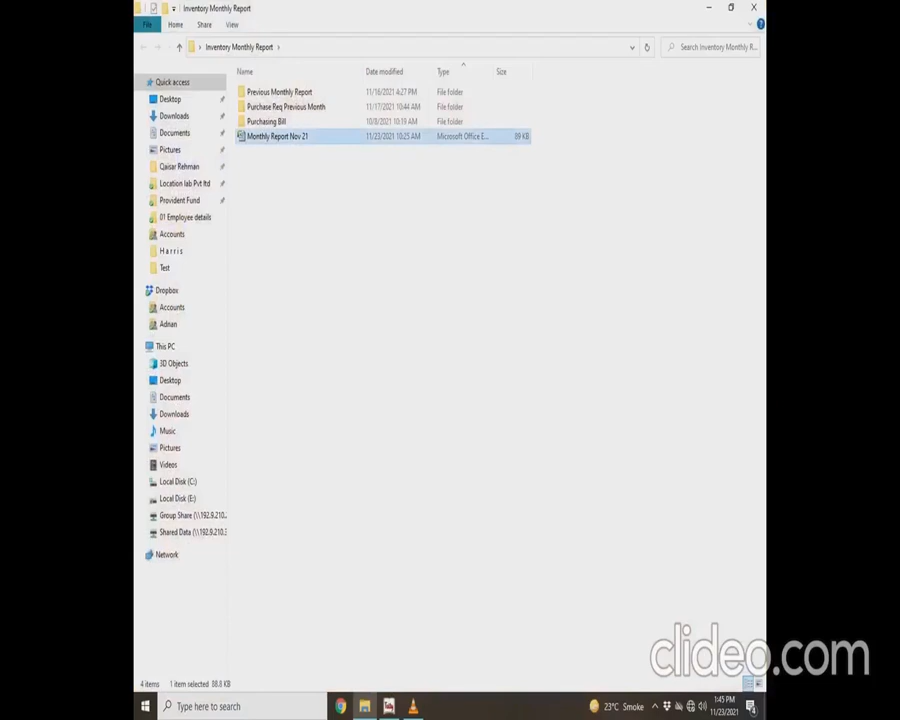 Inventory Monthly Report
File Home Share View
Inventory Monthly Report
Search Inventory Monthly R...
Name Date modified Type Size
Previous Monthly Report 11/16/2021 4:27 PM File folder
Purchase Req Previous Month 11/17/2021 10:44 AM File folder
Purchasing Bill 10/8/2021 10:19 AM File folder
Monthly Report Nov 21 11/23/2021 10:25 AM Microsoft Office E... 89 KB
Quick access
Desktop
Downloads
Documents
Pictures
Qaisar Rehman
Location lab Pvt ltd
Provident Fund
01 Employee details
Accounts
H a r r i s
Test
Dropbox
Accounts
Adnan
This PC
3D Objects
Desktop
Documents
Downloads
Music
Pictures
Videos
Local Disk (C:)
Local Disk (E:)
Group Share (\\192.9.210..
Shared Data (\\192.9.210.3
Network
4 items 1 item selected 88.8 KB
clideo.com
Type here to search
23°C Smoke
1:45 PM
11/23/2021